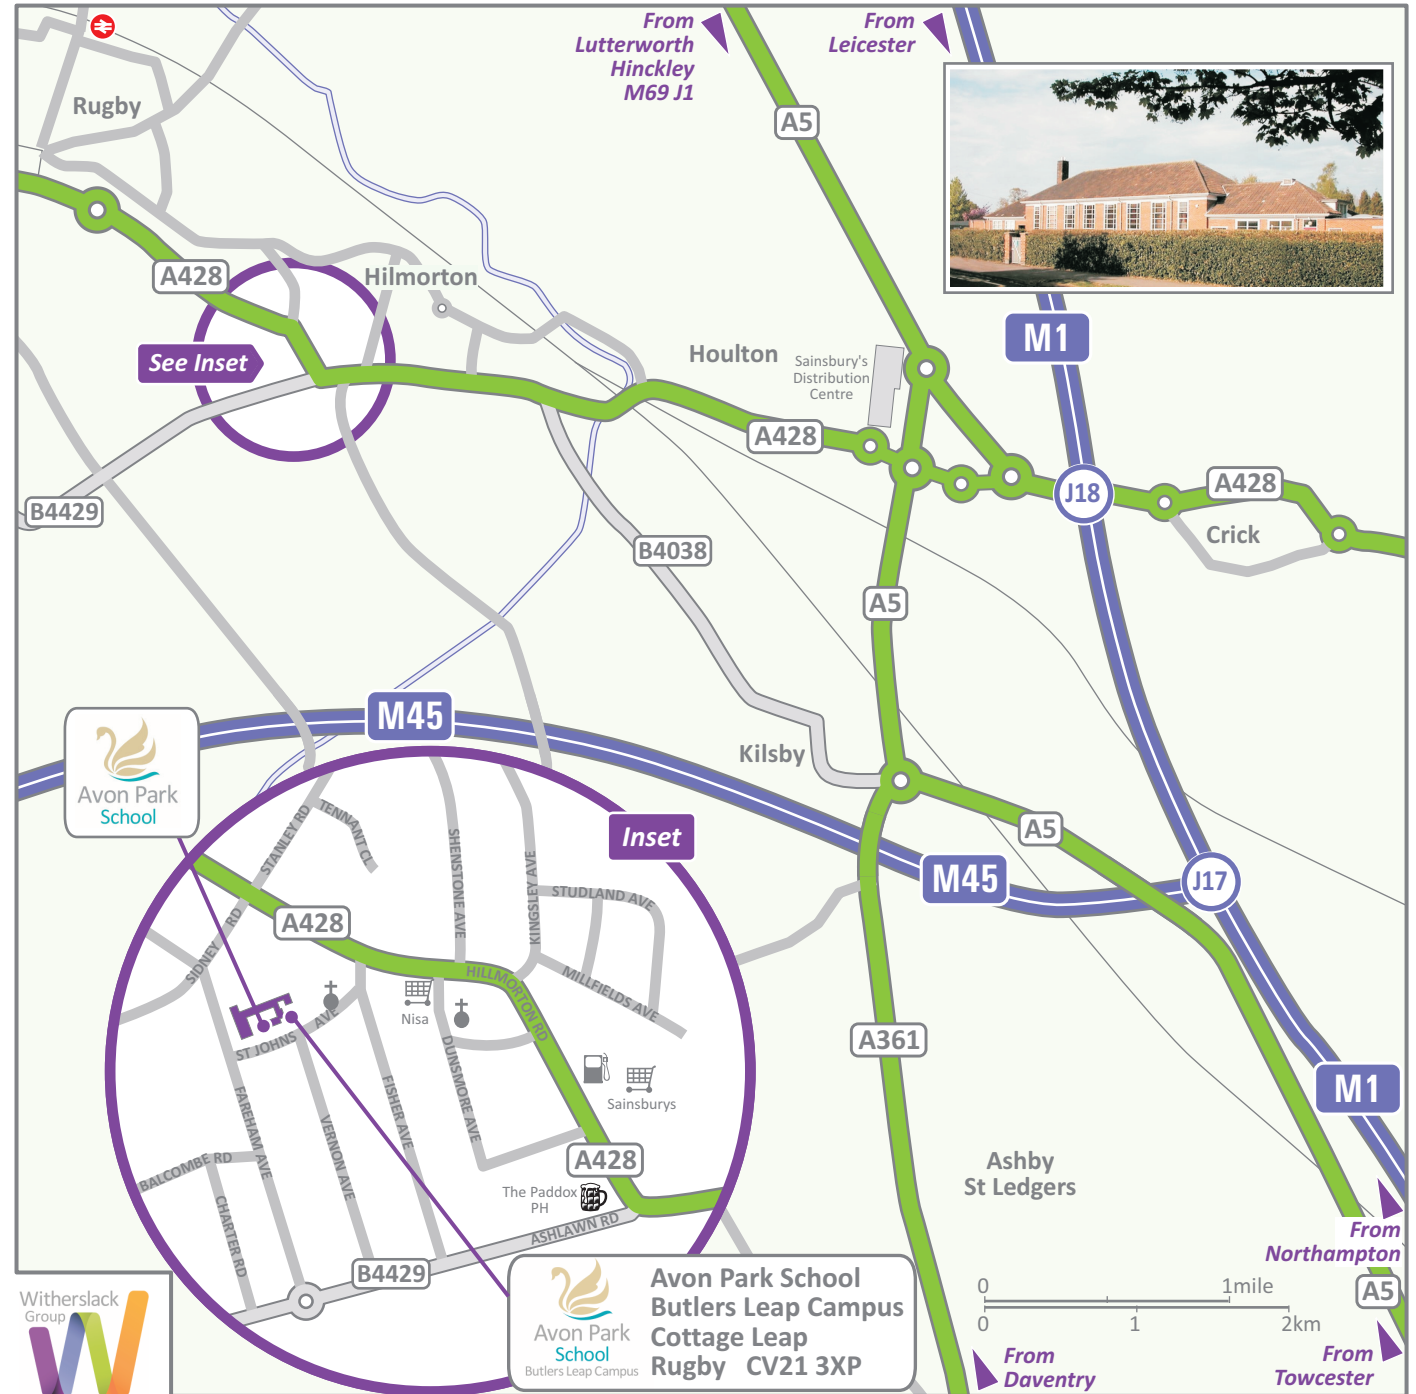 From
Lutterworth
Hinckley
M69 J1
From
Leicester
Rugby
A5
A428
Hilmorton
See Inset
Houlton
Sainsbury's
Distribution
Centre
M1
A428
J18
A428
Crick
B4429
B4038
A5
M45
Kilsby
Avon Park
School
Inset
A5
M45
J17
STANLEY RD
TENNANT CL
SHENSTONE AVE
KINGSLEY AVE
STUDLAND AVE
A428
SIDNEY RD
HILLMORTON RD
MILLFIELDS AVE
Nisa
ST JOHNS AVE
DUNSMORE AVE
A361
Sainsburys
M1
FAREHAM AVE
VERNON AVE
FISHER AVE
BALCOMBE RD
CHARTER RD
A428
The Paddox
PH
ASHLAWN RD
Ashby
St Ledgers
From
Northampton
B4429
Avon Park
School
Butlers Leap Campus
Avon Park School
Butlers Leap Campus
Cottage Leap
Rugby CV21 3XP
0 1mile
0 1 2km
A5
Witherslack
Group
From
Daventry
From
Towcester